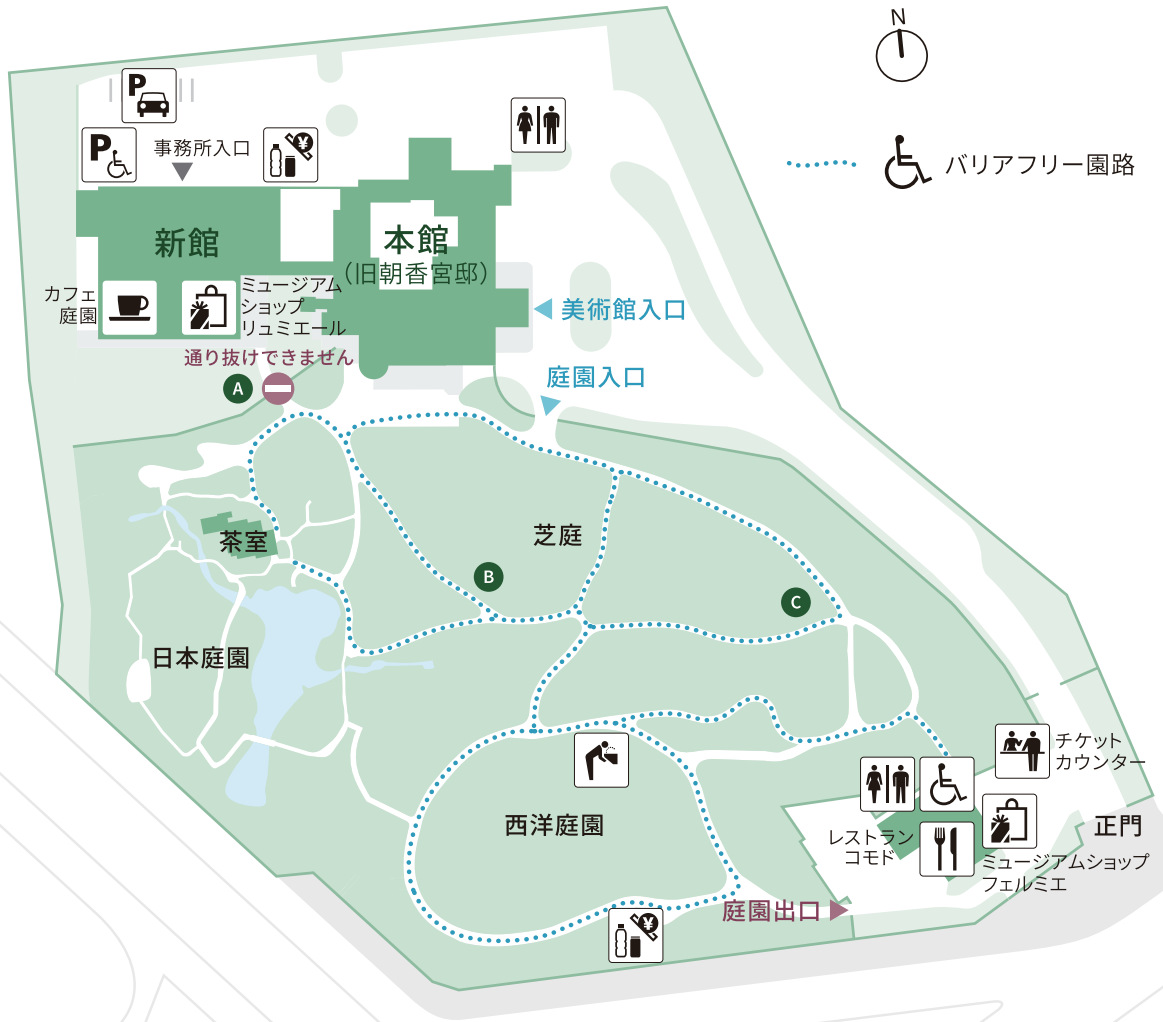 N
バリアフリー園路
P
P
事務所入口
¥
新館
本館
（旧朝香宮邸）
カフェ
庭園
ミュージアム
ショップ
リュミエール
美術館入口
通り抜けできません
庭園入口
A
茶室
芝庭
B
C
日本庭園
チケット
カウンター
西洋庭園
レストラン
コモド
正門
ミュージアムショップ
フェルミエ
庭園出口
¥